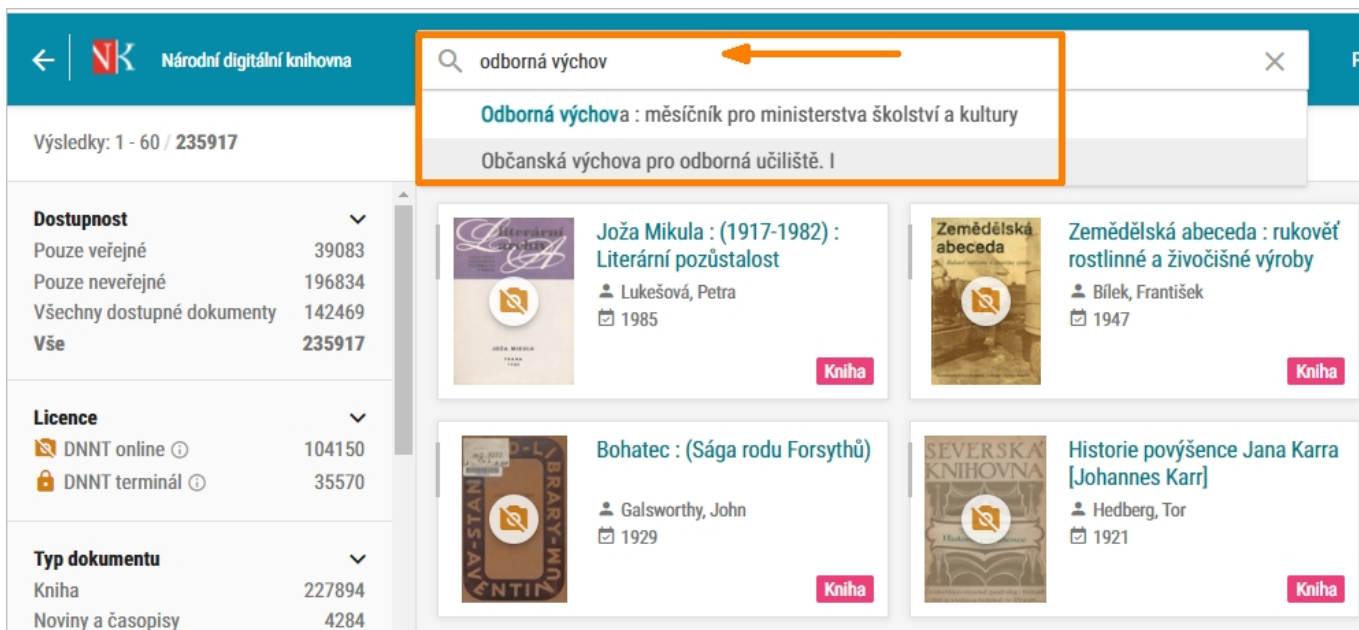 NK Národní digitální knihovna
odborná výchov
Odborná výchova : měsíčník pro ministerstva školství a kultury
Občanská výchova pro odborná učiliště. I
Výsledky: 1 - 60 / 235917
Dostupnost
Pouze veřejné 39083
Pouze neveřejné 196834
Všechny dostupné dokumenty 142469
Vše 235917
Licence
DNNT online 104150
DNNT terminál 35570
Typ dokumentu
Kniha 227894
Noviny a časopisy 4284
Literární
archiv
JOŽA MIKULA
PRAHA
Joža Mikula : (1917-1982) :
Literární pozůstalost
Lukešová, Petra
1985
Kniha
Zemědělská
abeceda
Zemědělská abeceda : rukověť
rostlinné a živočišné výroby
Bílek, František
1947
Kniha
Bohatec : (Sága rodu Forsythů)
Galsworthy, John
1929
Kniha
SEVERSKÁ
KNIHOVNA
Historie povýšence Jana Karra
[Johannes Karr]
Hedberg, Tor
1921
Kniha